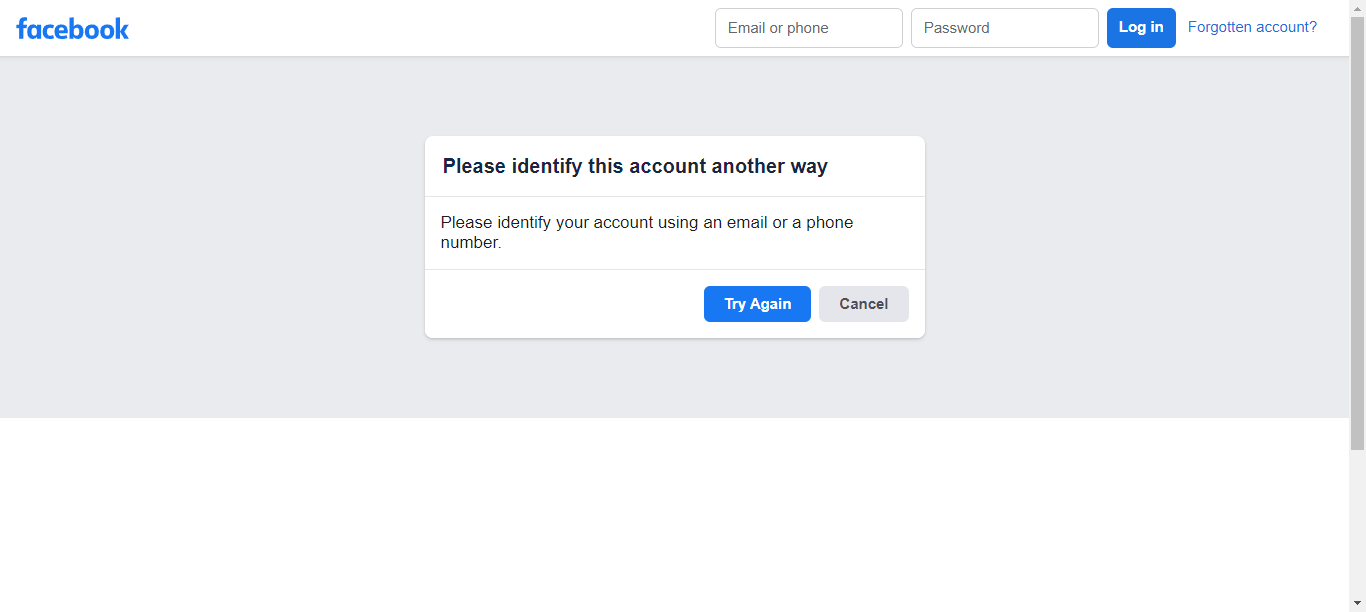 facebook
Email or phone
Password
Log in
Forgotten account?
Please identify this account another way
Please identify your account using an email or a phone
number.
Try Again
Cancel